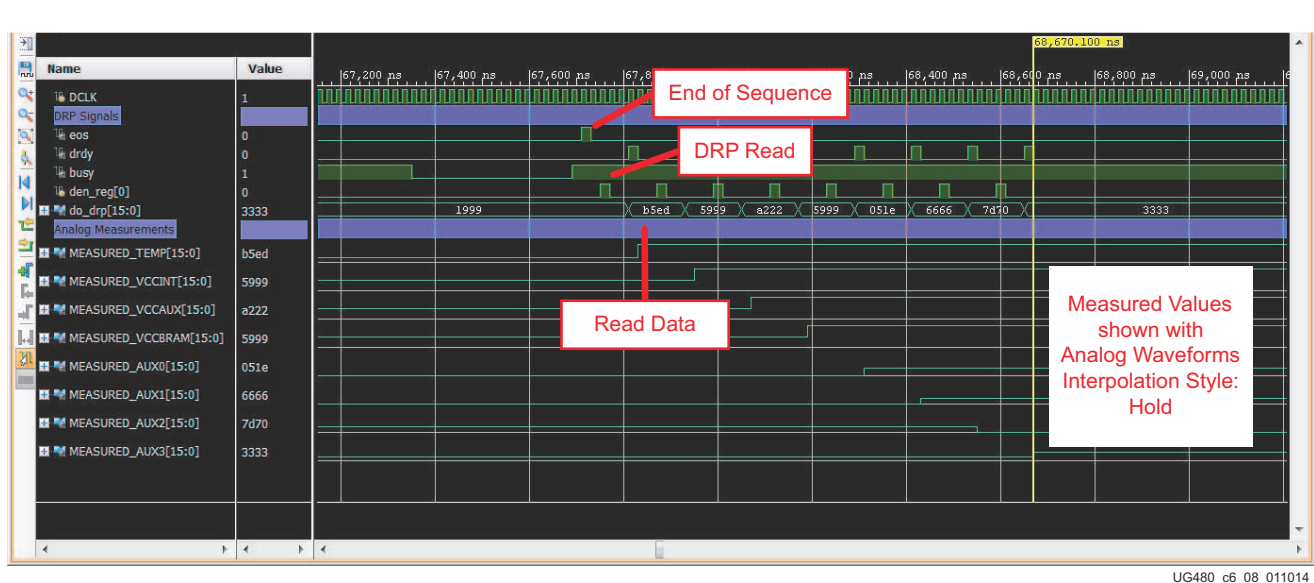 68,670.100 ns
Name Value
67,200 ns 67,400 ns 67,600 ns 67,8 ns 68,400 ns 68,600 ns 68,800 ns 69,000 ns
End of Sequence
DCLK 1
DRP Signals
eos 0
drdy 0
DRP Read
busy 1
den_reg[0] 0
do_drp[15:0] 3333 1999 b5ed 5999 a222 5999 051e 6666 7d70 3333
Analog Measurements
MEASURED_TEMP[15:0] b5ed
MEASURED_VCCINT[15:0] 5999
MEASURED_VCCAUX[15:0] a222
Read Data
MEASURED_VCCBRAM[15:0] 5999
MEASURED_AUX0[15:0] 051e
MEASURED_AUX1[15:0] 6666
MEASURED_AUX2[15:0] 7d70
MEASURED_AUX3[15:0] 3333
Measured Values
shown with
Analog Waveforms
Interpolation Style:
Hold
UG480_c6_08_011014